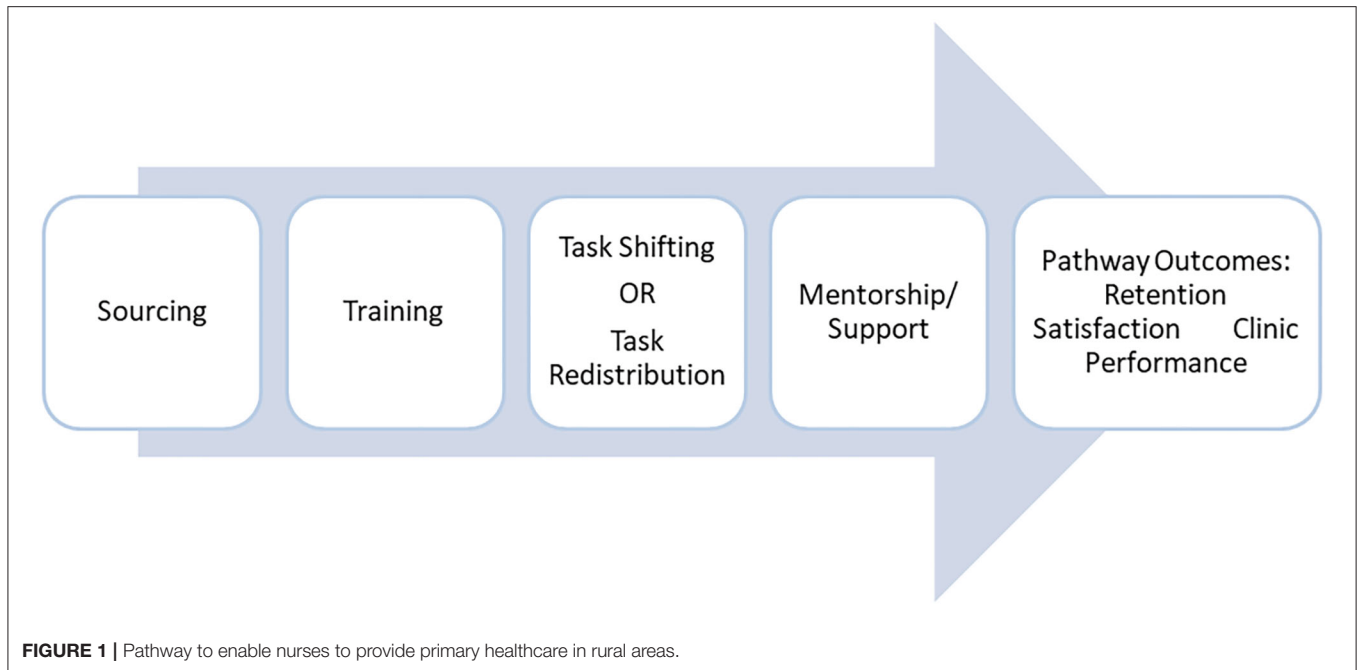 Sourcing
Training
Task Shifting
OR
Task
Redistribution
Mentorship/
Support
Pathway Outcomes:
Retention
Satisfaction Clinic
Performance
FIGURE 1 | Pathway to enable nurses to provide primary healthcare in rural areas.